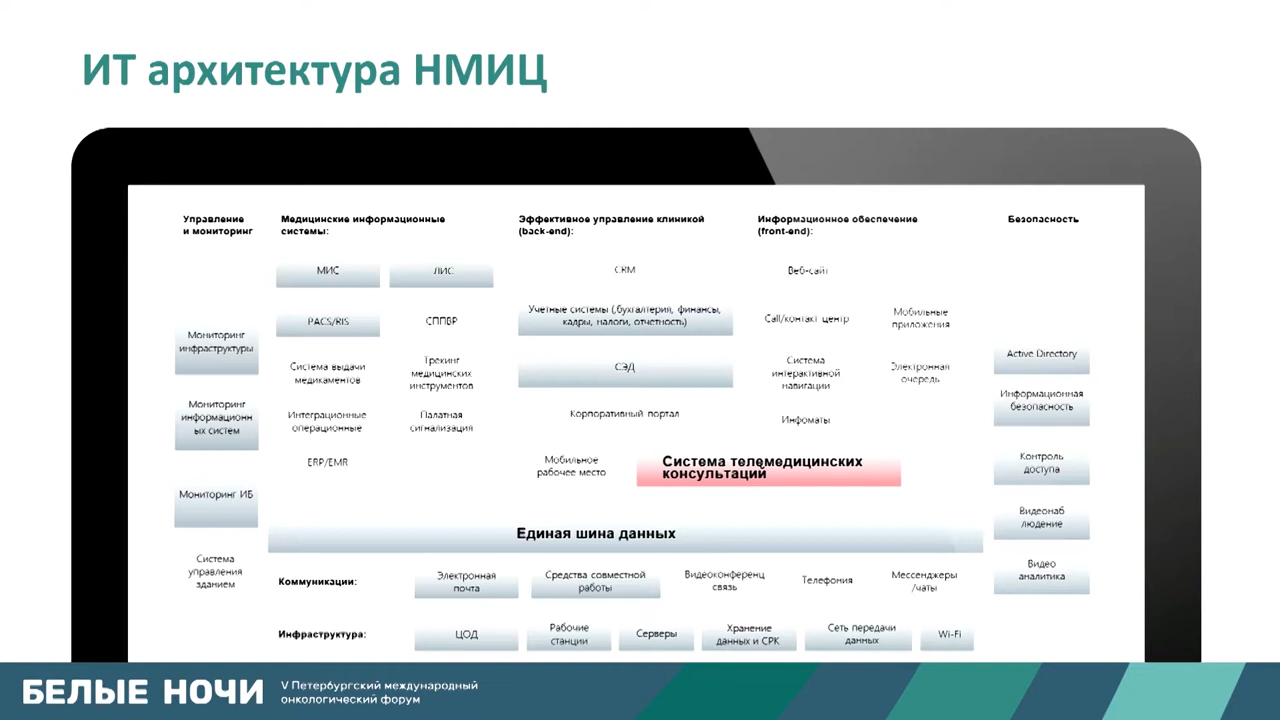 ИТ архитектура НМИЦ
Управление
и мониторинг
Медицинские информационные
системы:
Эффективное управление клиникой
(back-end):
Информационное обеспечение
(front-end):
Безопасность
МИС
ЛИС
CRM
Веб-сайт
PACS/RIS
СППВР
Учетные системы (,бухгалтерия, финансы,
кадры, налоги, отчетность)
Call/контакт центр
Мобильные
приложения
Мониторинг
инфраструктуры
Система выдачи
медикаментов
Трекинг
медицинских
инструментов
СЭД
Система
интерактивной
навигации
Электронная
очередь
Active Directory
Мониторинг
информационн
ых систем
Интеграционные
операционные
Палатная
сигнализация
Корпоративный портал
Инфоматы
Информационная
безопасность
ERP/EMR
Мобильное
рабочее место
Система телемедицинских
консультаций
Контроль
доступа
Мониторинг ИБ
Единая шина данных
Видеонаб
людение
Система
управления
зданием
Коммуникации:
Электронная
почта
Средства совместной
работы
Видеоконференц
связь
Телефония
Мессенджеры
/чаты
Видео
аналитика
Инфраструктура:
ЦОД
Рабочие
станции
Серверы
Хранение
данных и СРК
Сеть передачи
данных
Wi-Fi
БЕЛЫЕ НОЧИ
V Петербургский международный
онкологический форум